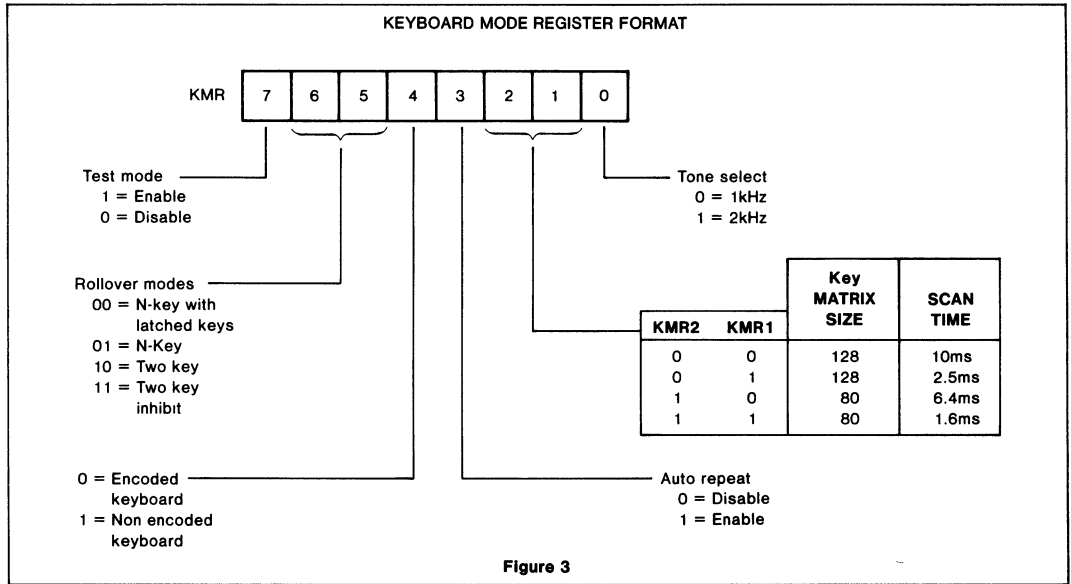 KEYBOARD MODE REGISTER FORMAT
KMR 7 6 5 4 3 2 1 0
Test mode
1 = Enable
0 = Disable
Tone select
0 = 1kHz
1 = 2kHz
Rollover modes
00 = N-key with
latched keys
01 = N-Key
10 = Two key
11 = Two key
inhibit
KMR2 KMR1 Key MATRIX SIZE SCAN TIME
0 0 128 10ms
0 1 128 2.5ms
1 0 80 6.4ms
1 1 80 1.6ms
0 = Encoded
keyboard
1 = Non encoded
keyboard
Auto repeat
0 = Disable
1 = Enable
Figure 3